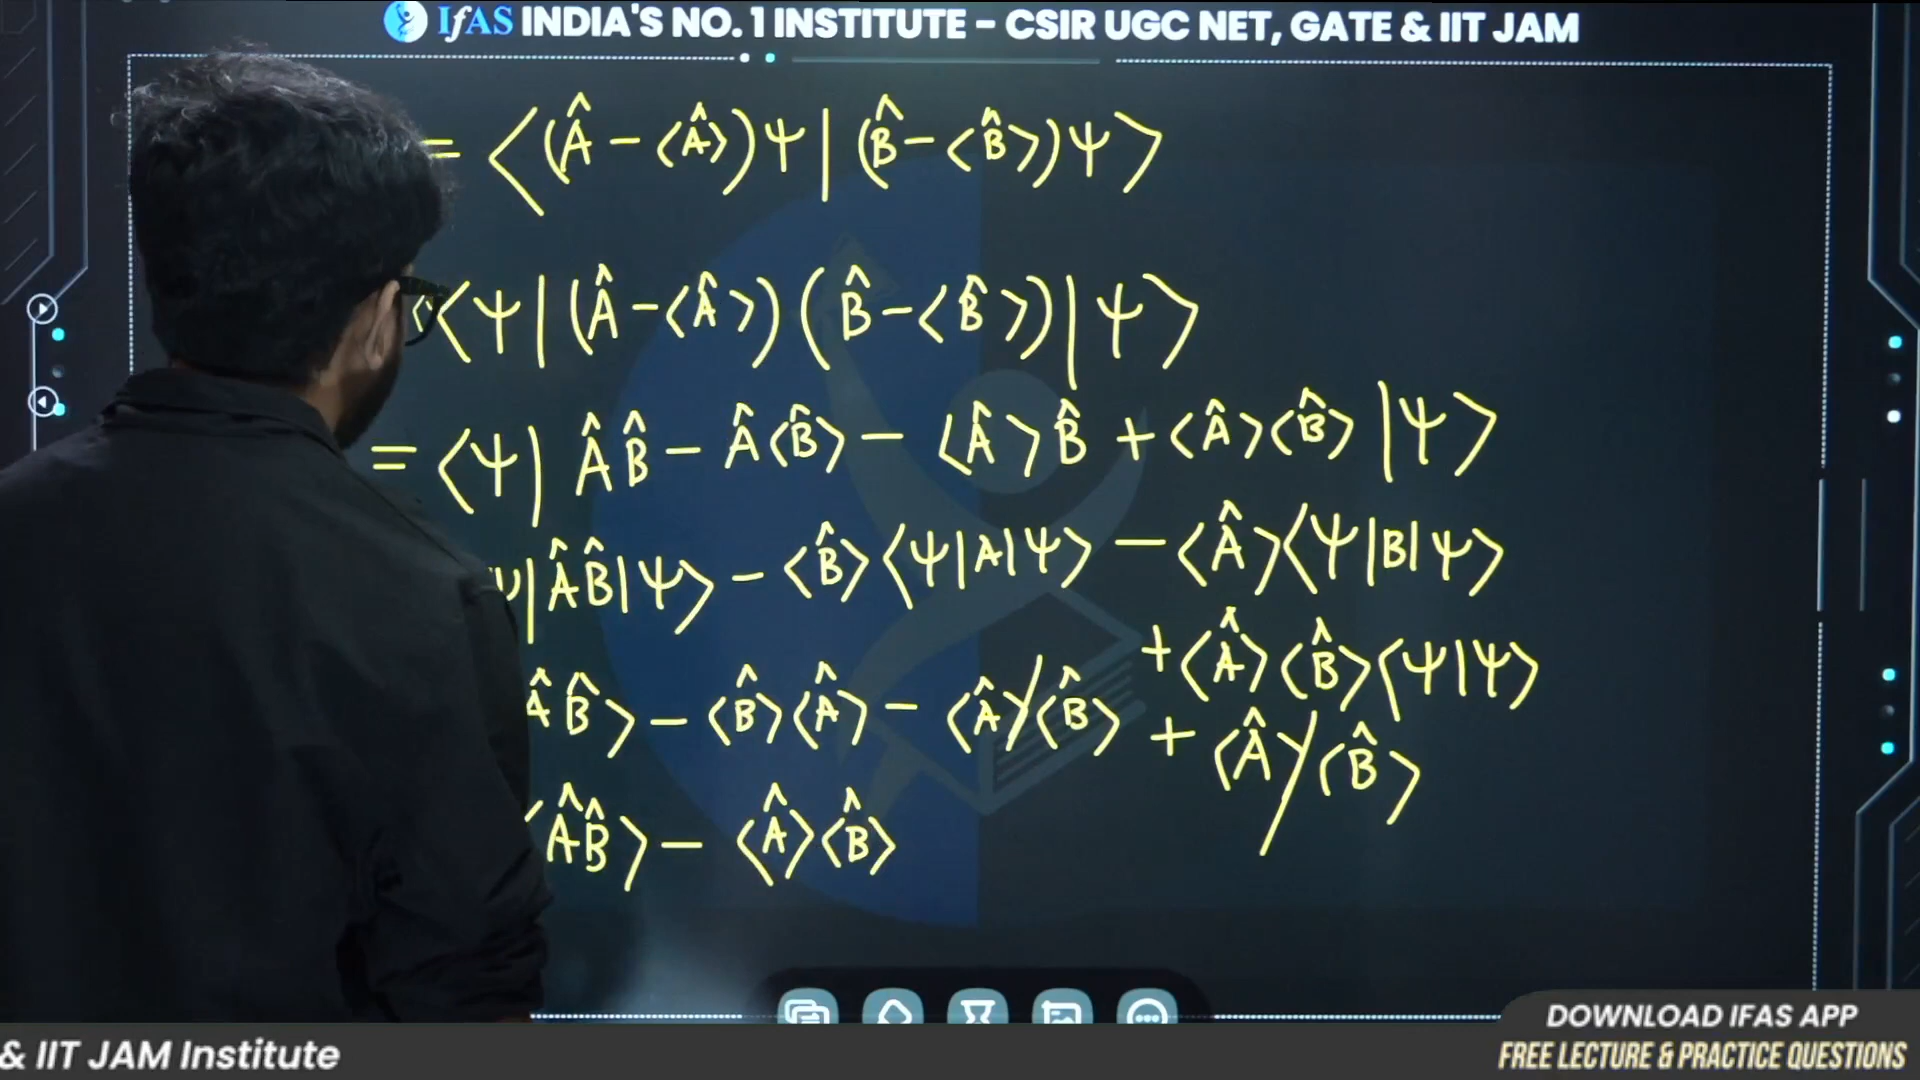 IfAS INDIA'S NO. 1 INSTITUTE - CSIR UGC NET, GATE & IIT JAM
= ⟨(Â - ⟨Â⟩)Ψ | (B̂ - ⟨B̂⟩)Ψ⟩
⟨Ψ| (Â - ⟨Â⟩) (B̂ - ⟨B̂⟩) |Ψ⟩
= ⟨Ψ| ÂB̂ - Â⟨B̂⟩ - ⟨Â⟩B̂ + ⟨Â⟩⟨B̂⟩ |Ψ⟩
|ÂB̂|Ψ⟩ - ⟨B̂⟩⟨Ψ|A|Ψ⟩ - ⟨Â⟩⟨Ψ|B|Ψ⟩
+ ⟨Â⟩⟨B̂⟩⟨Ψ|Ψ⟩
ÂB̂⟩ - ⟨B̂⟩⟨Â⟩ - ⟨Â⟩⟨B̂⟩ + ⟨Â⟩⟨B̂⟩
⟨ÂB̂⟩ - ⟨Â⟩⟨B̂⟩
DOWNLOAD IFAS APP
FREE LECTURE & PRACTICE QUESTIONS
& IIT JAM Institute